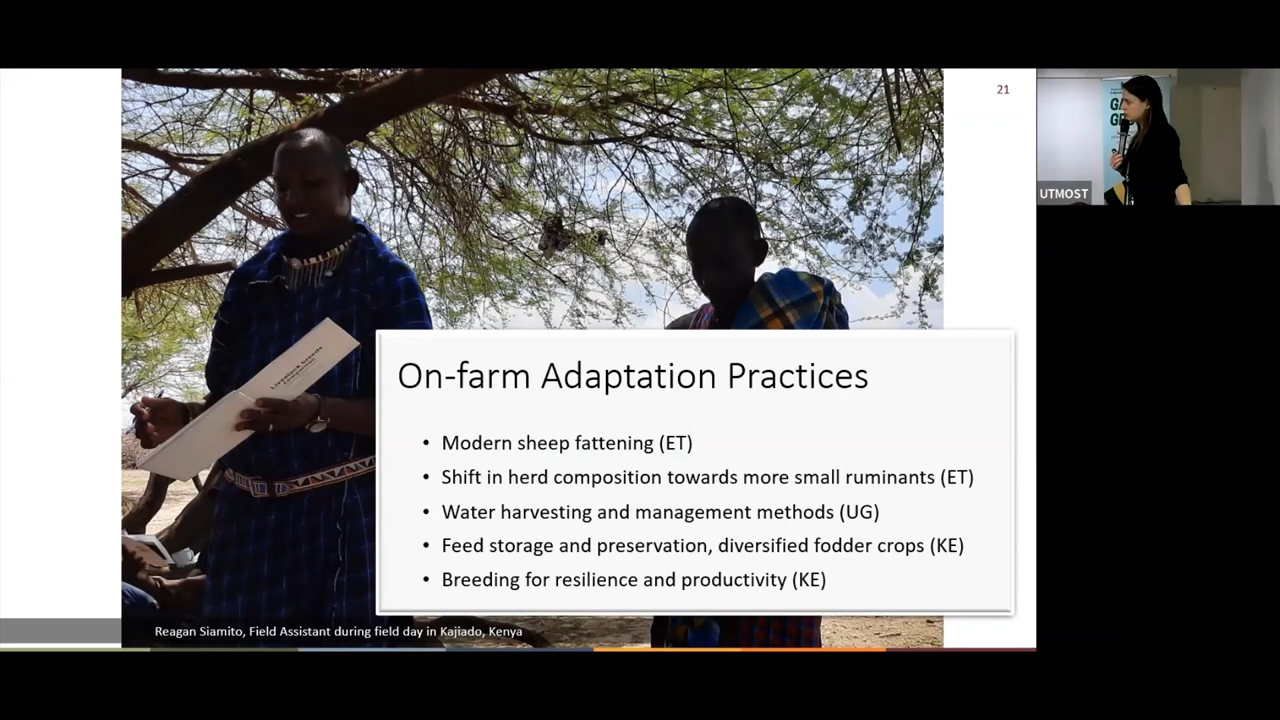 21
UTMOST
Livestock breeds
On-farm Adaptation Practices
• Modern sheep fattening (ET)
• Shift in herd composition towards more small ruminants (ET)
• Water harvesting and management methods (UG)
• Feed storage and preservation, diversified fodder crops (KE)
• Breeding for resilience and productivity (KE)
Reagan Siamito, Field Assistant during field day in Kajiado, Kenya